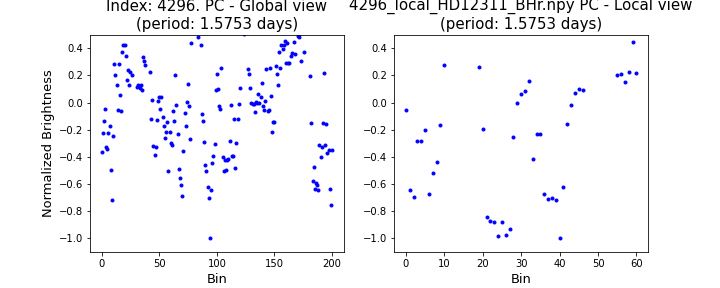 Index: 4296. PC - Global view
(period: 1.5753 days)
4296_local_HD12311_BHr.npy PC - Local view
(period: 1.5753 days)
Normalized Brightness
0.4
0.2
0.0
−0.2
−0.4
−0.6
−0.8
−1.0
0 50 100 150 200
Bin
0.4
0.2
0.0
−0.2
−0.4
−0.6
−0.8
−1.0
0 10 20 30 40 50 60
Bin